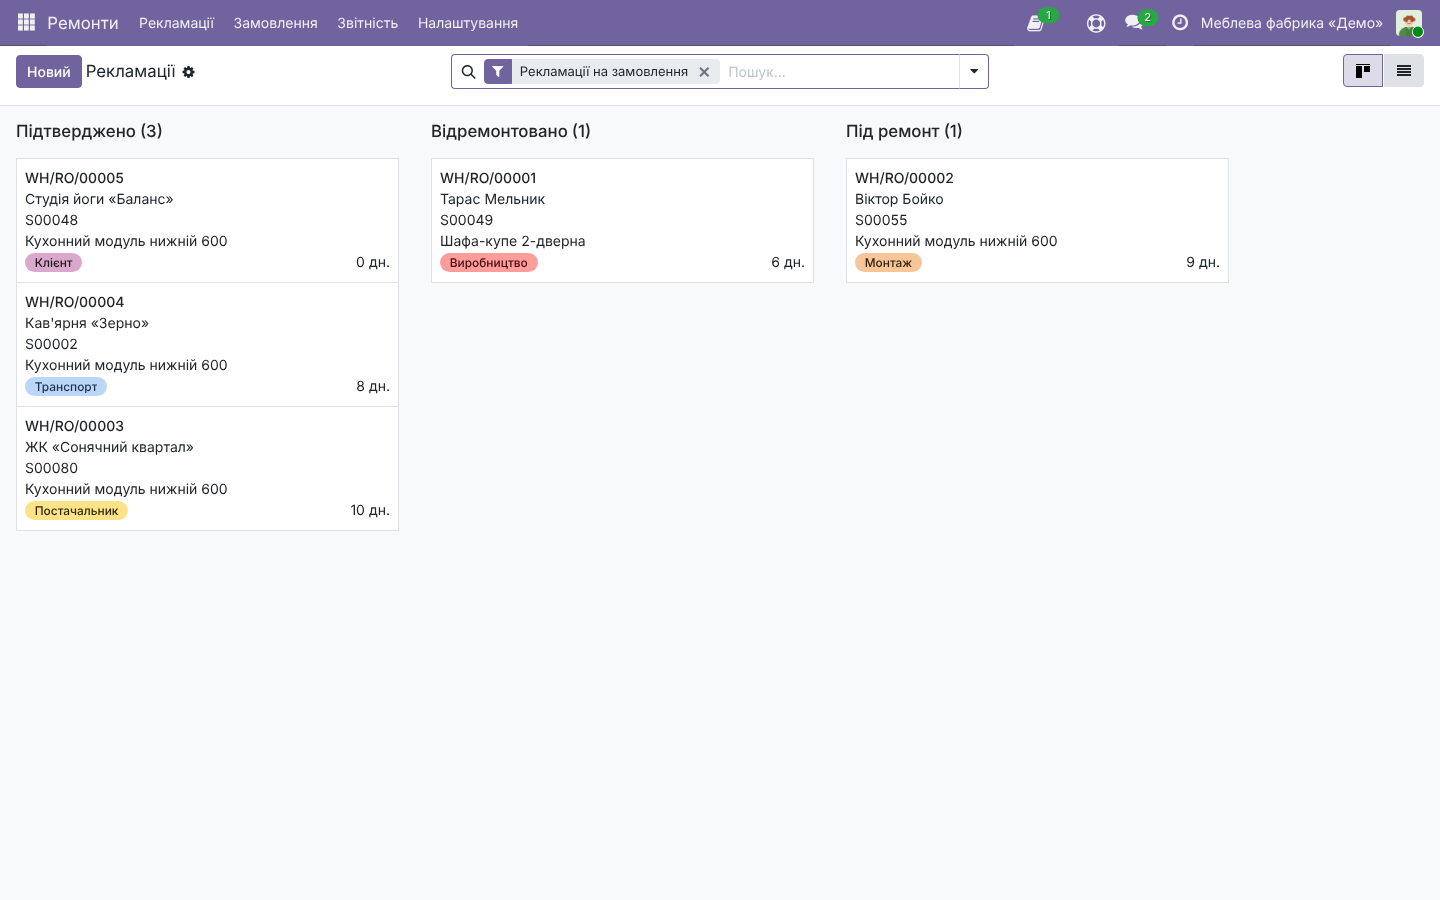 Ремонти Рекламації Замовлення Звітність Налаштування 1 2 Меблева фабрика «Демо»
Новий Рекламації Рекламації на замовлення Пошук...
Підтверджено (3)
WH/RO/00005
Студія йоги «Баланс»
S00048
Кухонний модуль нижній 600
Клієнт 0 дн.
WH/RO/00004
Кав'ярня «Зерно»
S00002
Кухонний модуль нижній 600
Транспорт 8 дн.
WH/RO/00003
ЖК «Сонячний квартал»
S00080
Кухонний модуль нижній 600
Постачальник 10 дн.
Відремонтовано (1)
WH/RO/00001
Тарас Мельник
S00049
Шафа-купе 2-дверна
Виробництво 6 дн.
Під ремонт (1)
WH/RO/00002
Віктор Бойко
S00055
Кухонний модуль нижній 600
Монтаж 9 дн.